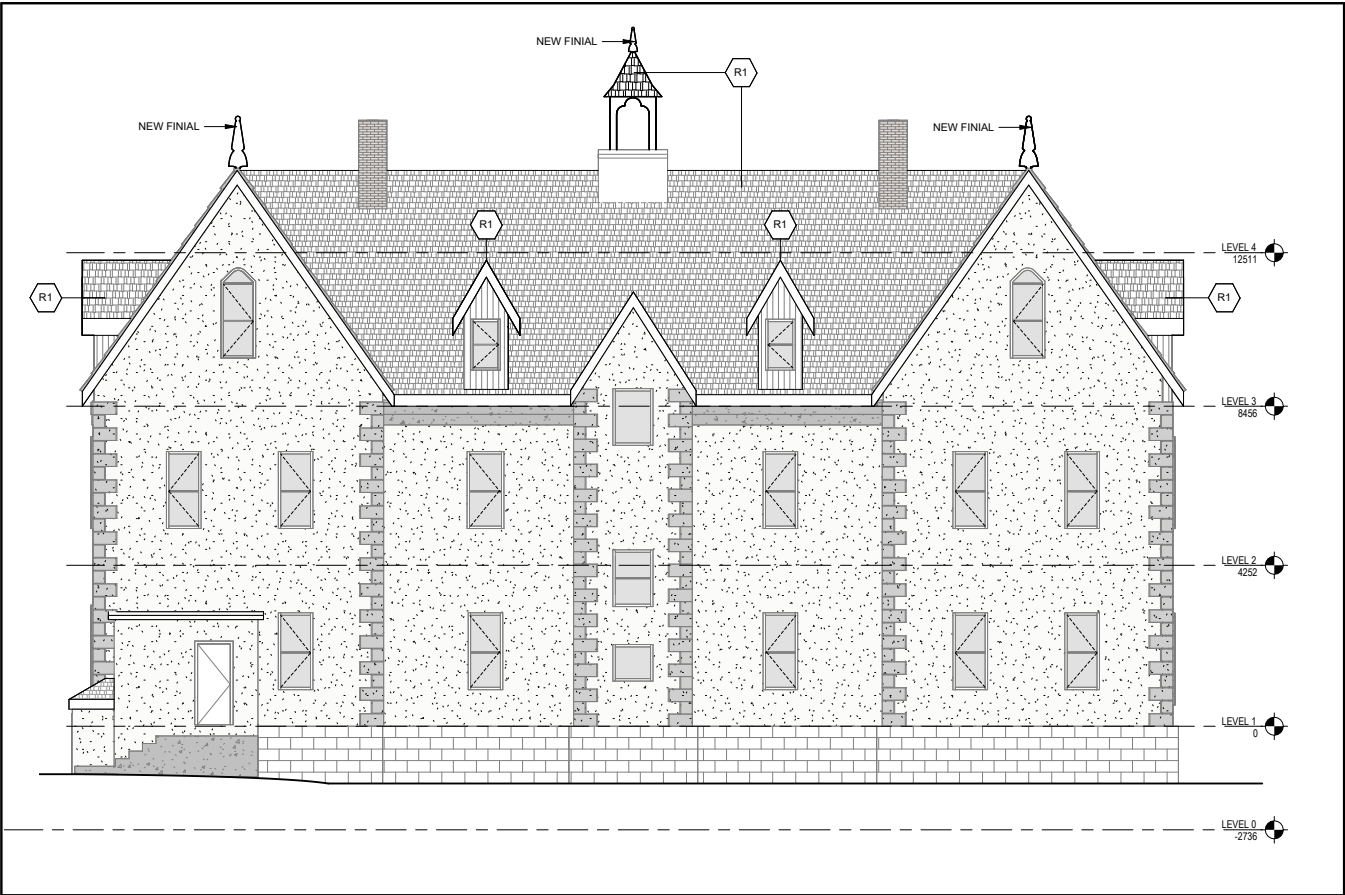 NEW FINIAL
R1
NEW FINIAL
NEW FINIAL
R1
R1
LEVEL 4
12511
R1
R1
LEVEL 3
8456
LEVEL 2
4252
LEVEL 1
0
LEVEL 0
-2736